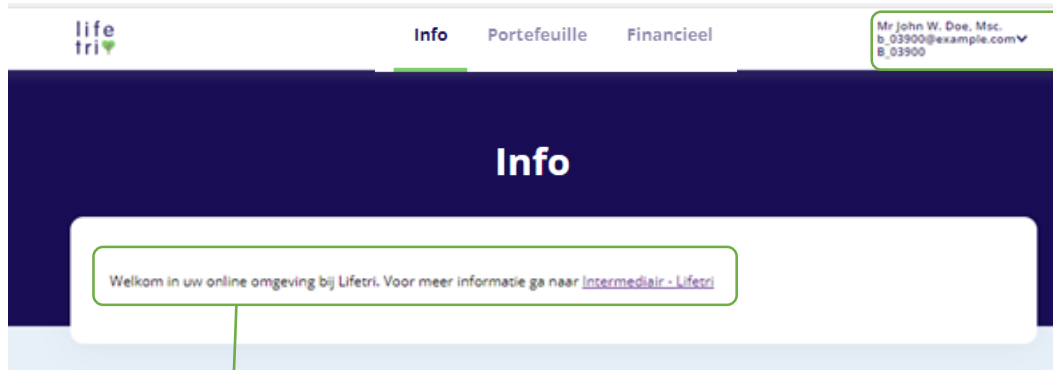 life
tri
Info Portefeuille Financieel
Mr John W. Doe, Msc.
b_03900@example.com
B_03900
Info
Welkom in uw online omgeving bij Lifetri. Voor meer informatie ga naar Intermediair - Lifetri